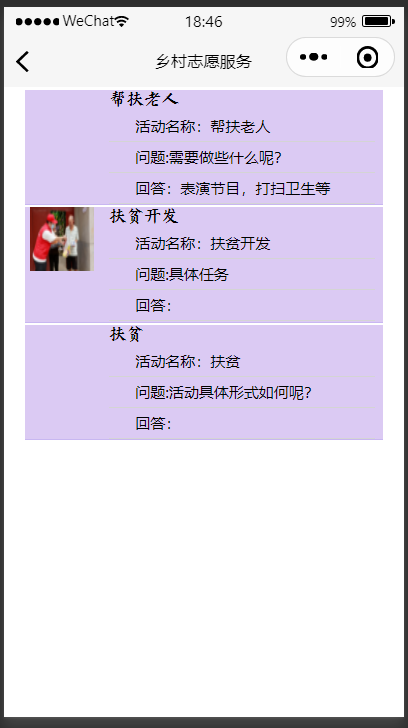 WeChat 18:46 99%
乡村志愿服务
帮扶老人
活动名称：帮扶老人
问题:需要做些什么呢?
回答：表演节目，打扫卫生等
扶贫开发
活动名称：扶贫开发
问题:具体任务
回答：
扶贫
活动名称：扶贫
问题:活动具体形式如何呢?
回答：